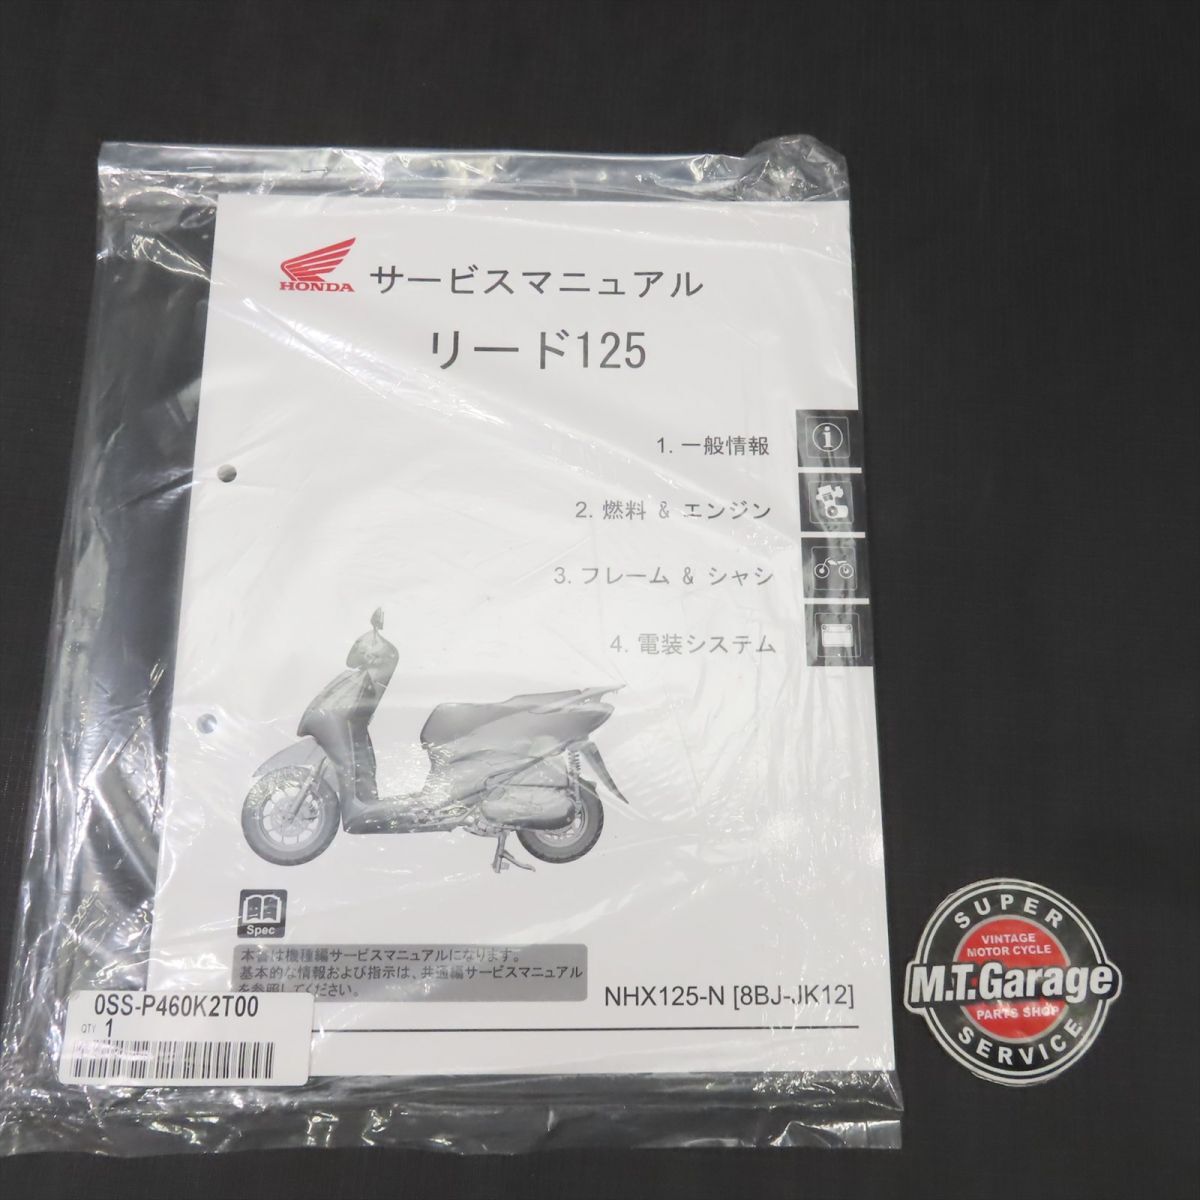 HONDA
サービスマニュアル
リード125
1. 一般情報
2. 燃料 & エンジン
3. フレーム & シャシ
4. 電装システム
Spec
本書は機種編サービスマニュアルになります。
基本的な情報および指示は、共通編サービスマニュアル
を参照してください。
NHX125-N [8BJ-JK12]
0SS-P460K2T00
QTY 1
SUPER
VINTAGE
MOTOR CYCLE
M.T.Garage
PARTS SHOP
SERVICE